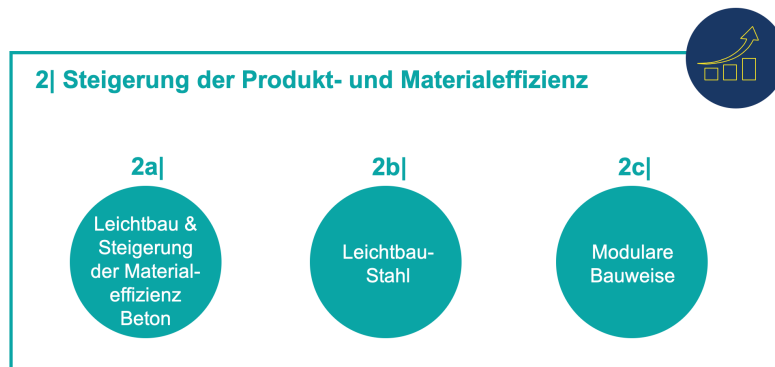 2| Steigerung der Produkt- und Materialeffizienz
2a|
Leichtbau &
Steigerung
der Material-
effizienz
Beton
2b|
Leichtbau-
Stahl
2c|
Modulare
Bauweise